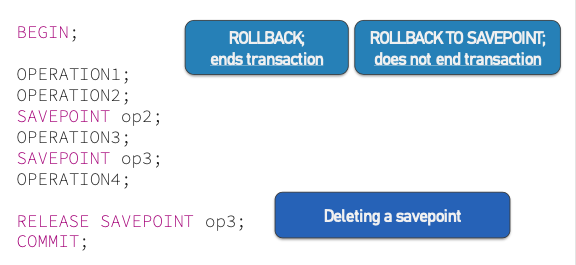 BEGIN;
ROLLBACK;
ends transaction
ROLLBACK TO SAVEPOINT;
does not end transaction
OPERATION1;
OPERATION2;
SAVEPOINT op2;
OPERATION3;
SAVEPOINT op3;
OPERATION4;
RELEASE SAVEPOINT op3;
COMMIT;
Deleting a savepoint